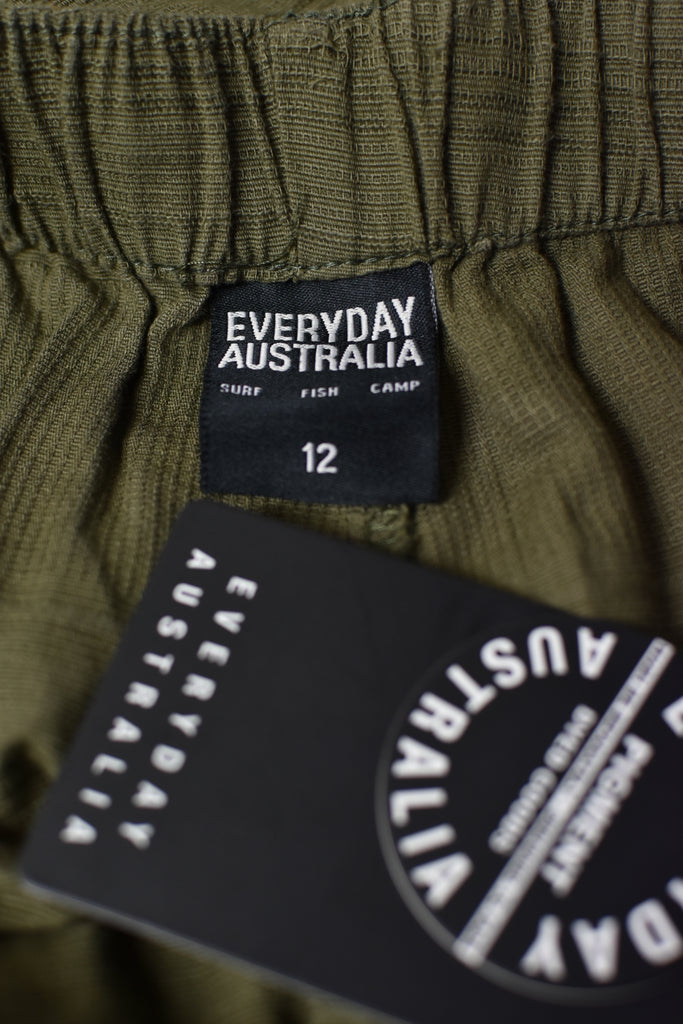 EVERYDAY
AUSTRALIA
SURF FISH CAMP
12
EVERYDAY
AUSTRALIA
AUSTRALIA
PIGMENT
DYED GOODS